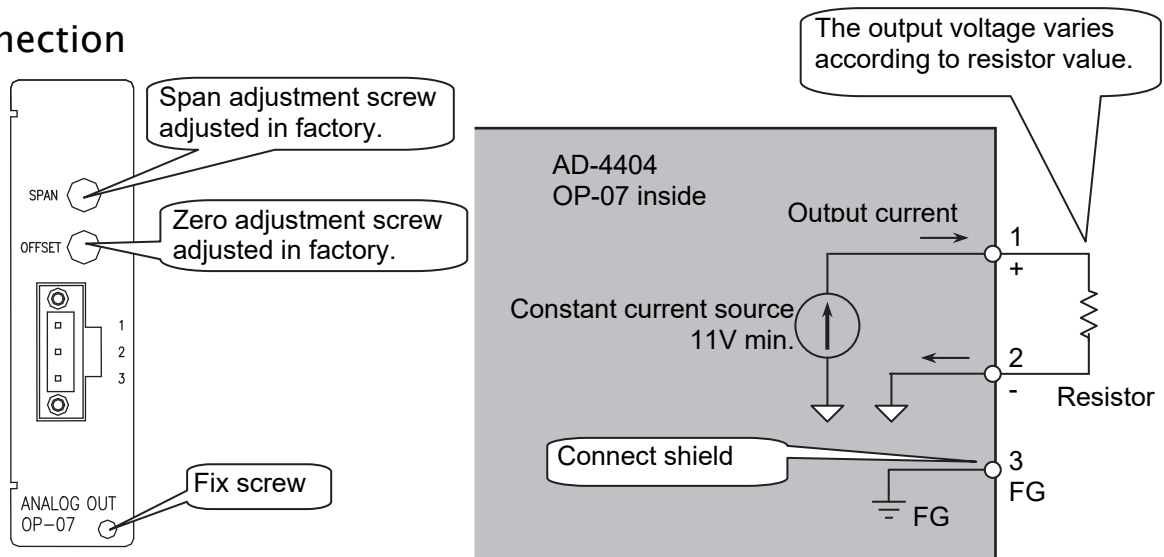 nection
Span adjustment screw
adjusted in factory.
SPAN
Zero adjustment screw
adjusted in factory.
OFFSET
1
2
3
Fix screw
ANALOG OUT
OP-07
The output voltage varies
according to resistor value.
AD-4404
OP-07 inside
Output current
1
+
Constant current source
11V min.
2
-
Resistor
Connect shield
3
FG
FG